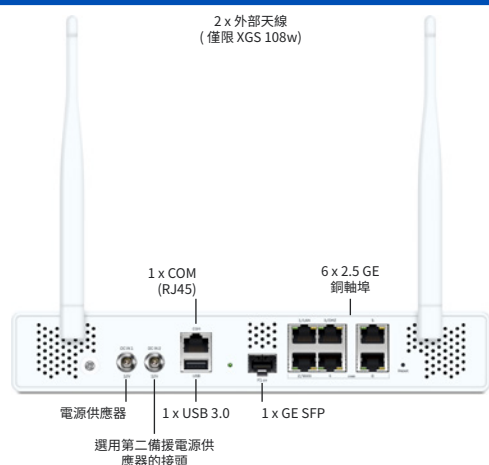 2 x 外部天線
( 僅限 XGS 108w)
1 x COM
(RJ45)
6 x 2.5 GE
銅軸埠
電源供應器
1 x USB 3.0
1 x GE SFP
選用第二備援電源供
應器的接頭